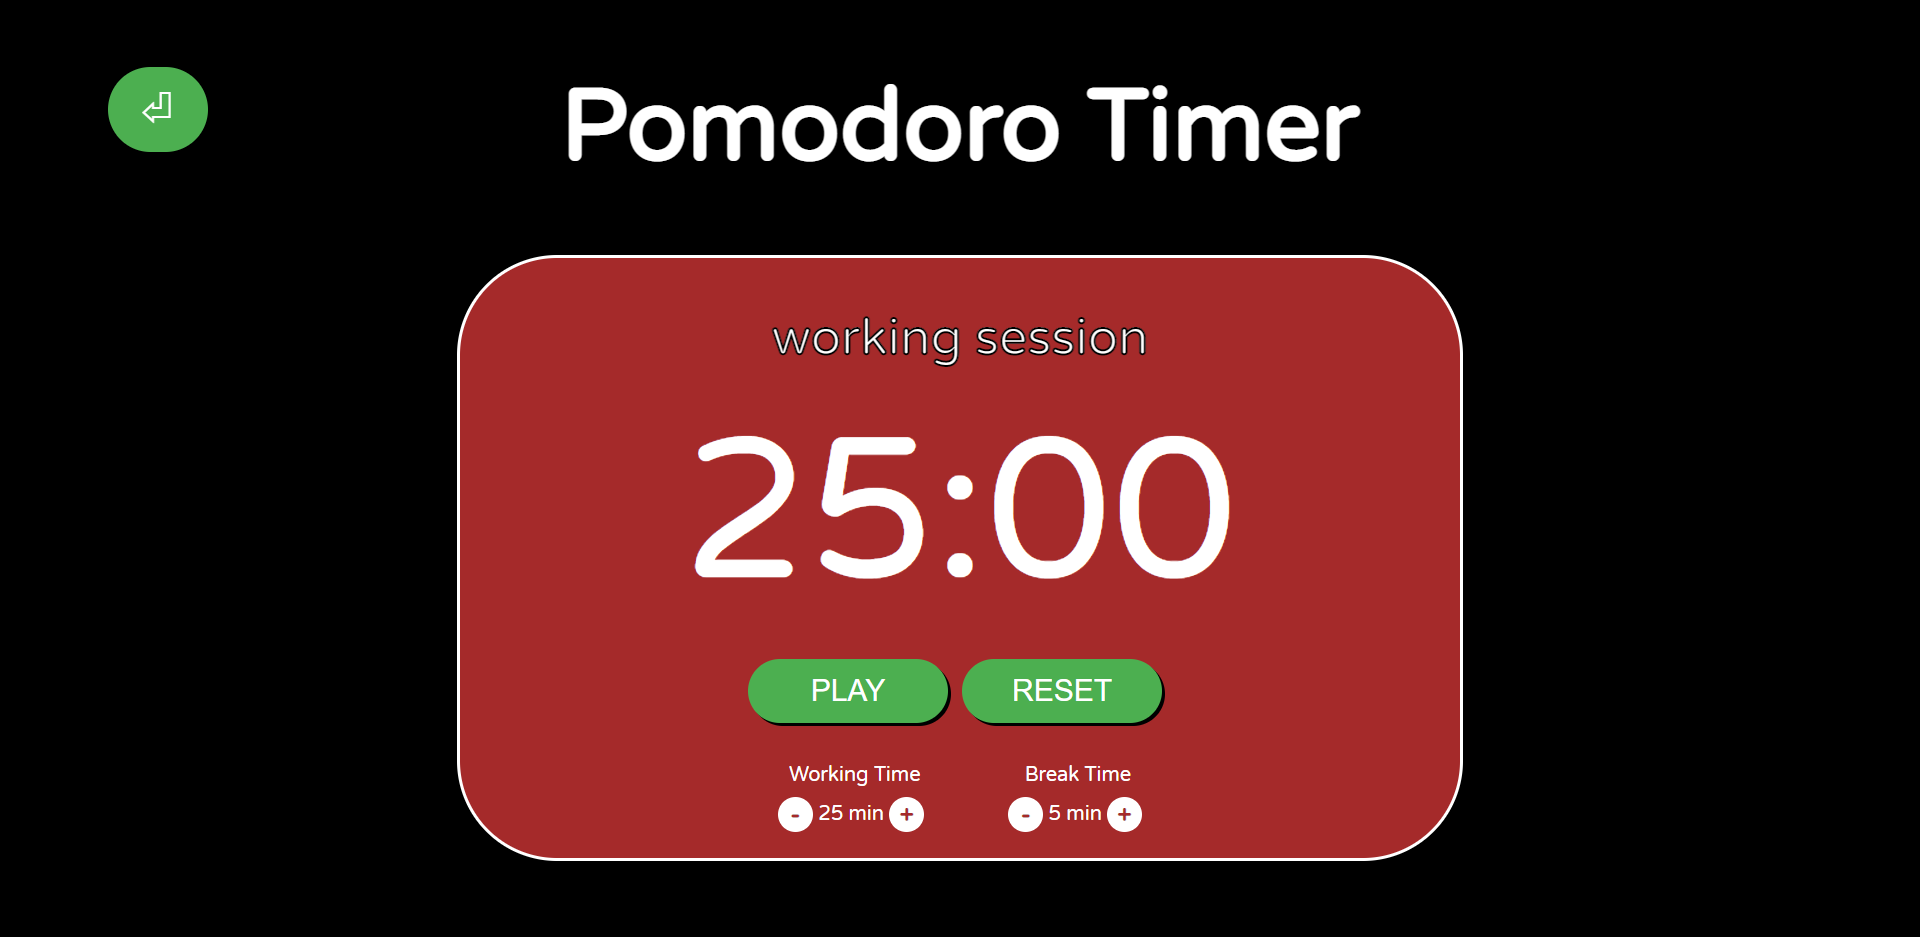 ⏎
Pomodoro Timer
working session
25:00
PLAY RESET
Working Time Break Time
- 25 min + - 5 min +